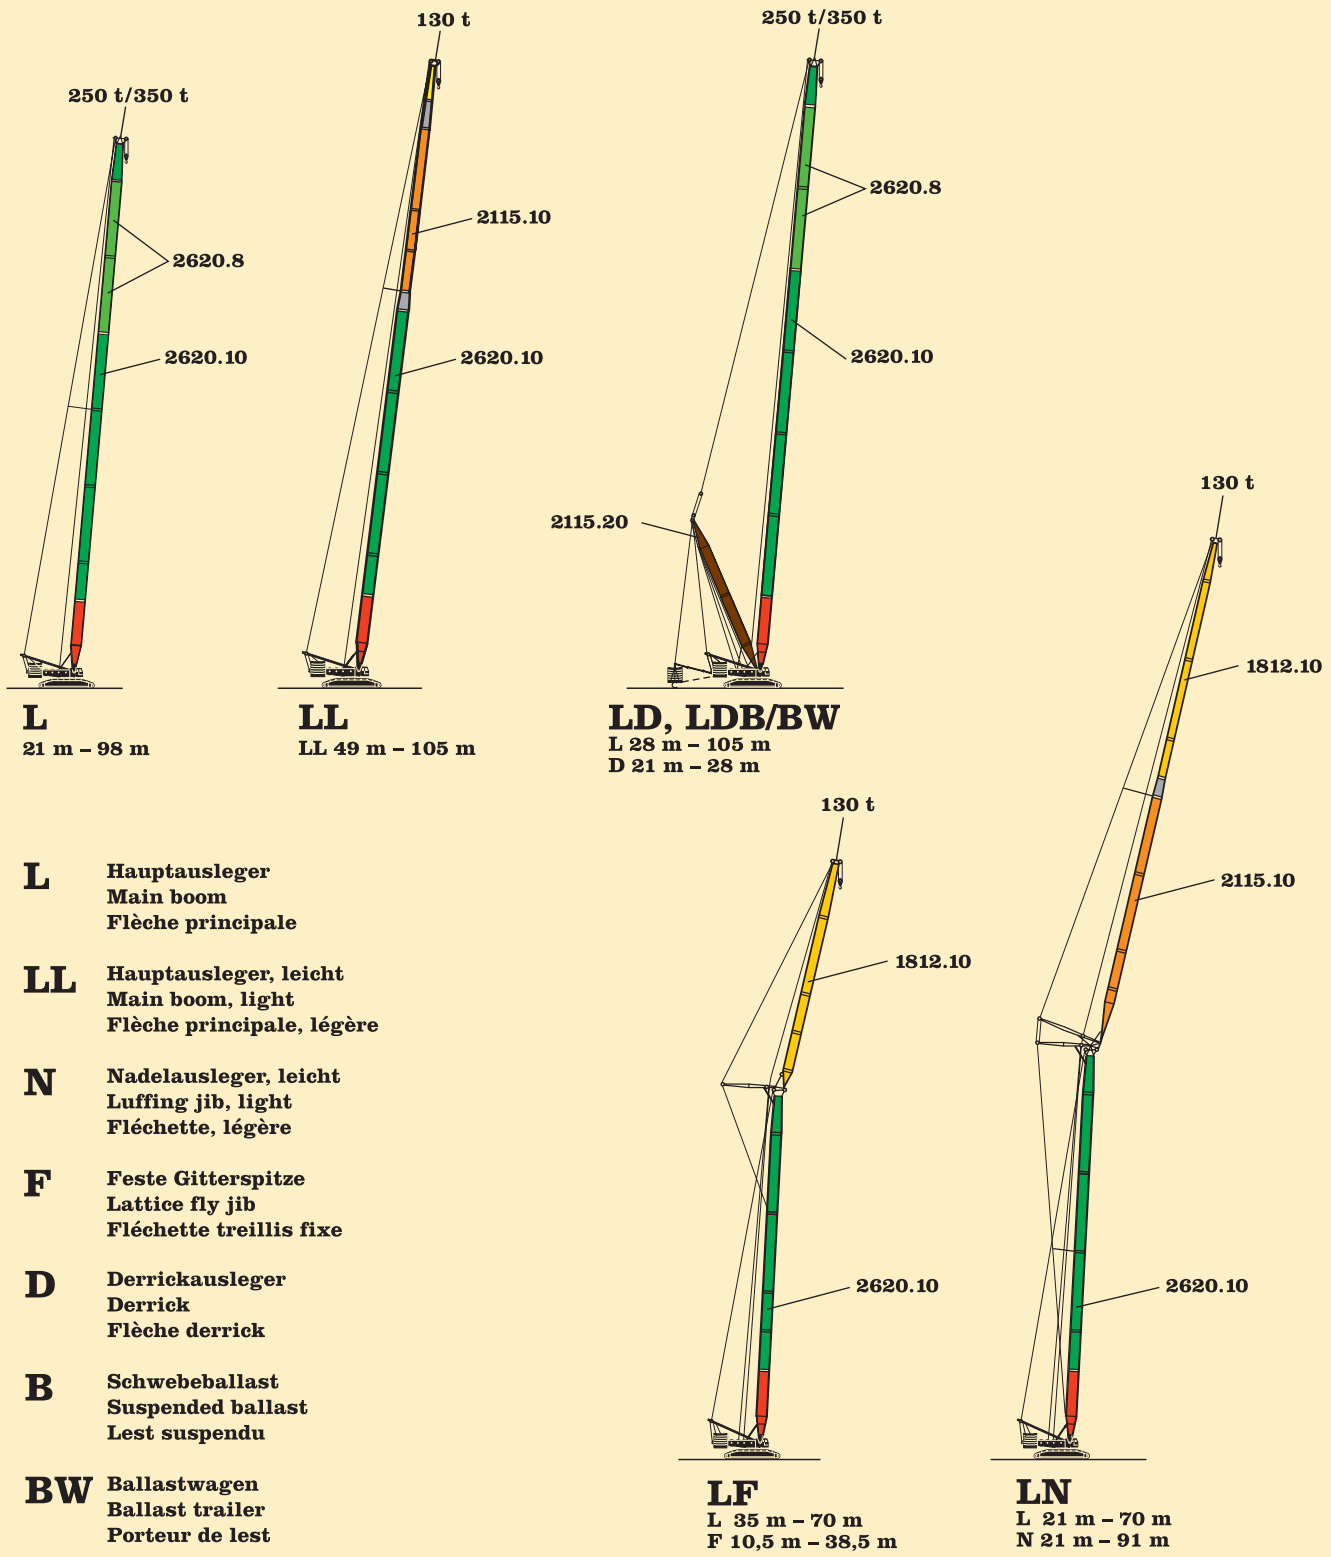 250 t/350 t
2620.8
2620.10
L
21 m – 98 m
130 t
2115.10
2620.10
LL
LL 49 m – 105 m
250 t/350 t
2620.8
2620.10
2115.20
LD, LDB/BW
L 28 m – 105 m
D 21 m – 28 m
130 t
1812.10
2620.10
LF
L 35 m – 70 m
F 10,5 m – 38,5 m
130 t
1812.10
2115.10
2620.10
LN
L 21 m – 70 m
N 21 m – 91 m
L
Hauptausleger
Main boom
Flèche principale
LL
Hauptausleger, leicht
Main boom, light
Flèche principale, légère
N
Nadelausleger, leicht
Luffing jib, light
Fléchette, légère
F
Feste Gitterspitze
Lattice fly jib
Fléchette treillis fixe
D
Derrickausleger
Derrick
Flèche derrick
B
Schwebeballast
Suspended ballast
Lest suspendu
BW
Ballastwagen
Ballast trailer
Porteur de lest